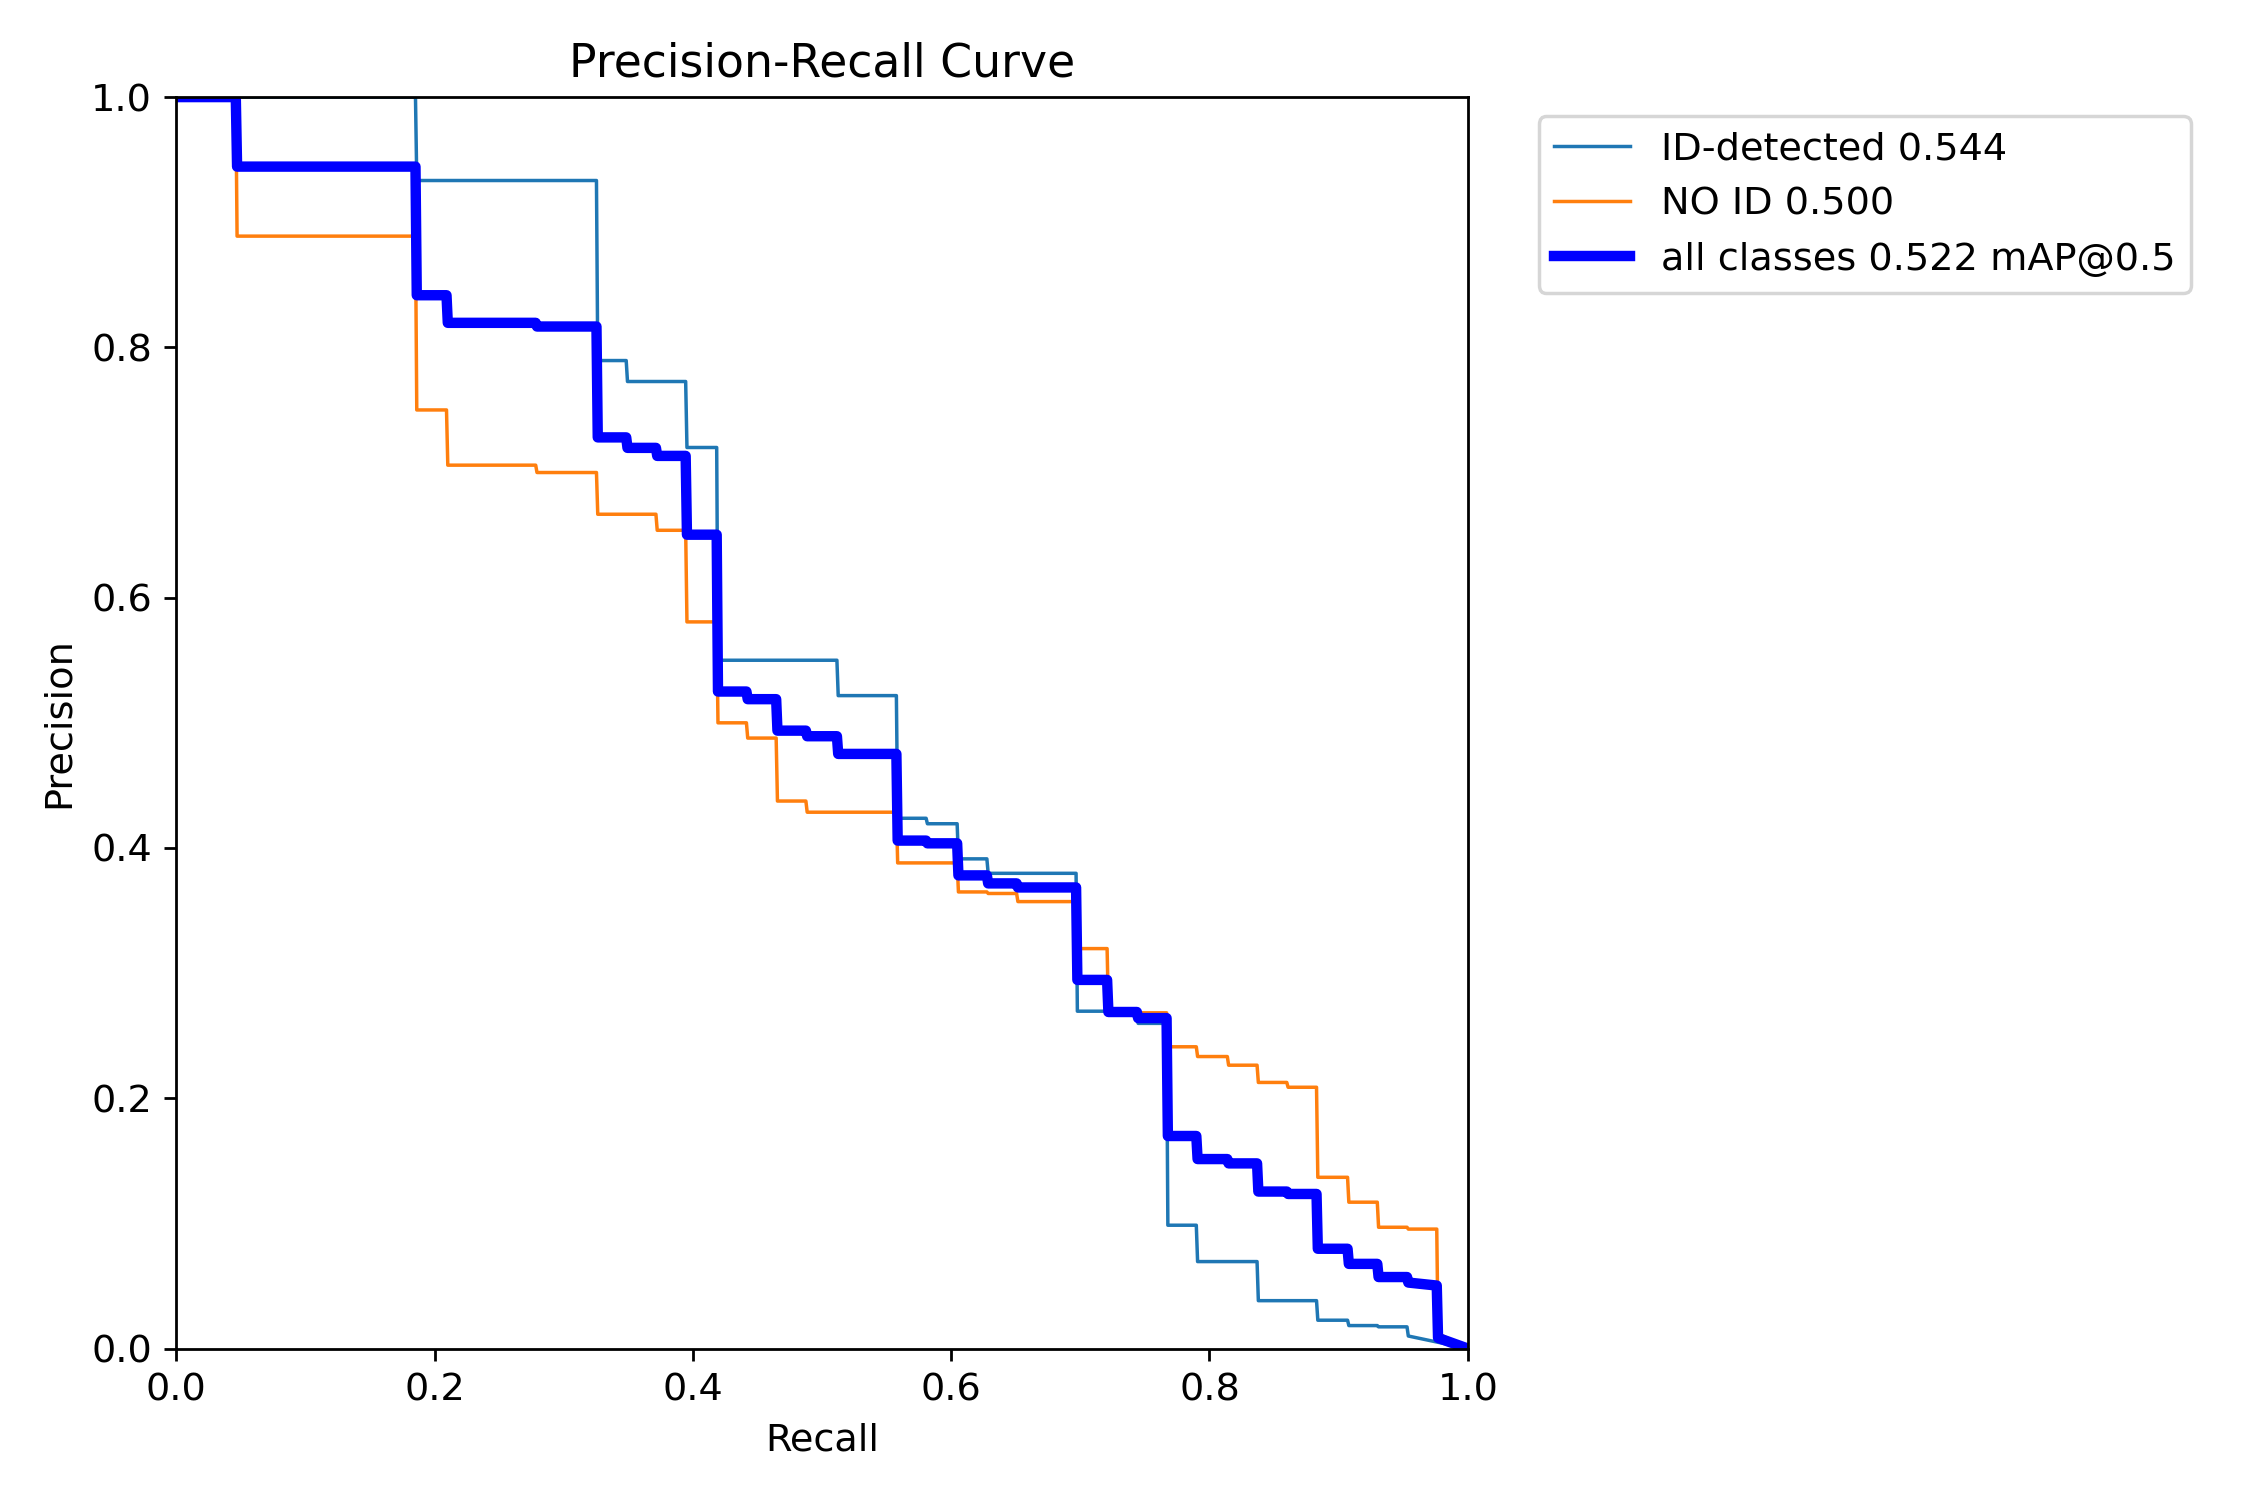 Precision-Recall Curve
1.0
0.8
0.6
0.4
0.2
0.0
Precision
0.0 0.2 0.4 0.6 0.8 1.0
Recall
ID-detected 0.544
NO ID 0.500
all classes 0.522 mAP@0.5